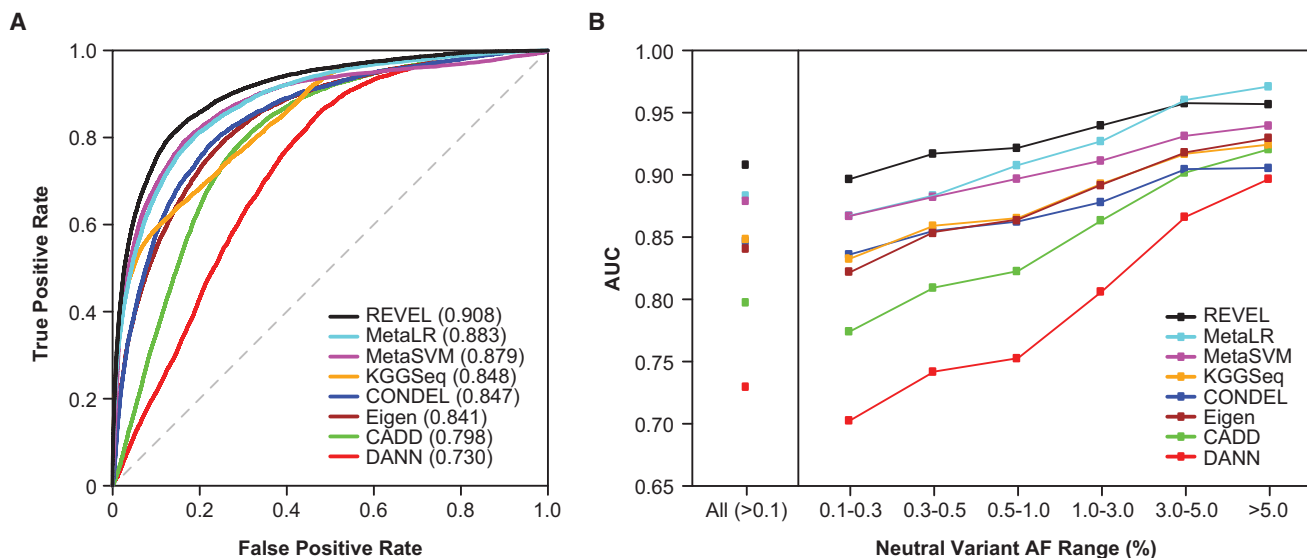 A
True Positive Rate
1.0
0.8
0.6
0.4
0.2
0
REVEL (0.908)
MetaLR (0.883)
MetaSVM (0.879)
KGGSeq (0.848)
CONDEL (0.847)
Eigen (0.841)
CADD (0.798)
DANN (0.730)
0 0.2 0.4 0.6 0.8 1.0
False Positive Rate
B
AUC
1.00
0.95
0.90
0.85
0.80
0.75
0.70
0.65
REVEL
MetaLR
MetaSVM
KGGSeq
CONDEL
Eigen
CADD
DANN
All (>0.1) 0.1-0.3 0.3-0.5 0.5-1.0 1.0-3.0 3.0-5.0 >5.0
Neutral Variant AF Range (%)